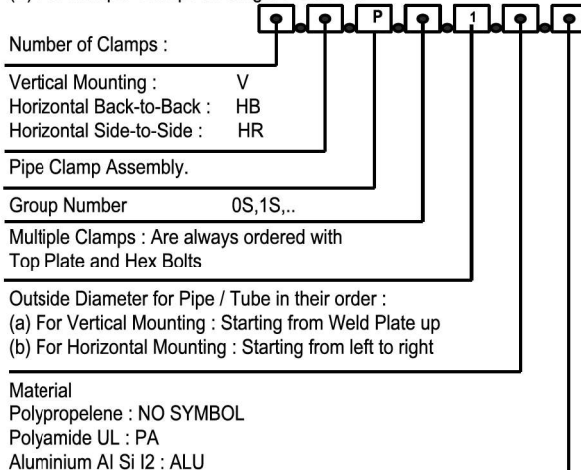 P 1
Number of Clamps :
Vertical Mounting : V
Horizontal Back-to-Back : HB
Horizontal Side-to-Side : HR
Pipe Clamp Assembly.
Group Number 0S,1S,..
Multiple Clamps : Are always ordered with
Top Plate and Hex Bolts
Outside Diameter for Pipe / Tube in their order :
(a) For Vertical Mounting : Starting from Weld Plate up
(b) For Horizontal Mounting : Starting from left to right
Material
Polypropelene : NO SYMBOL
Polyamide UL : PA
Aluminium Al Si I2 : ALU